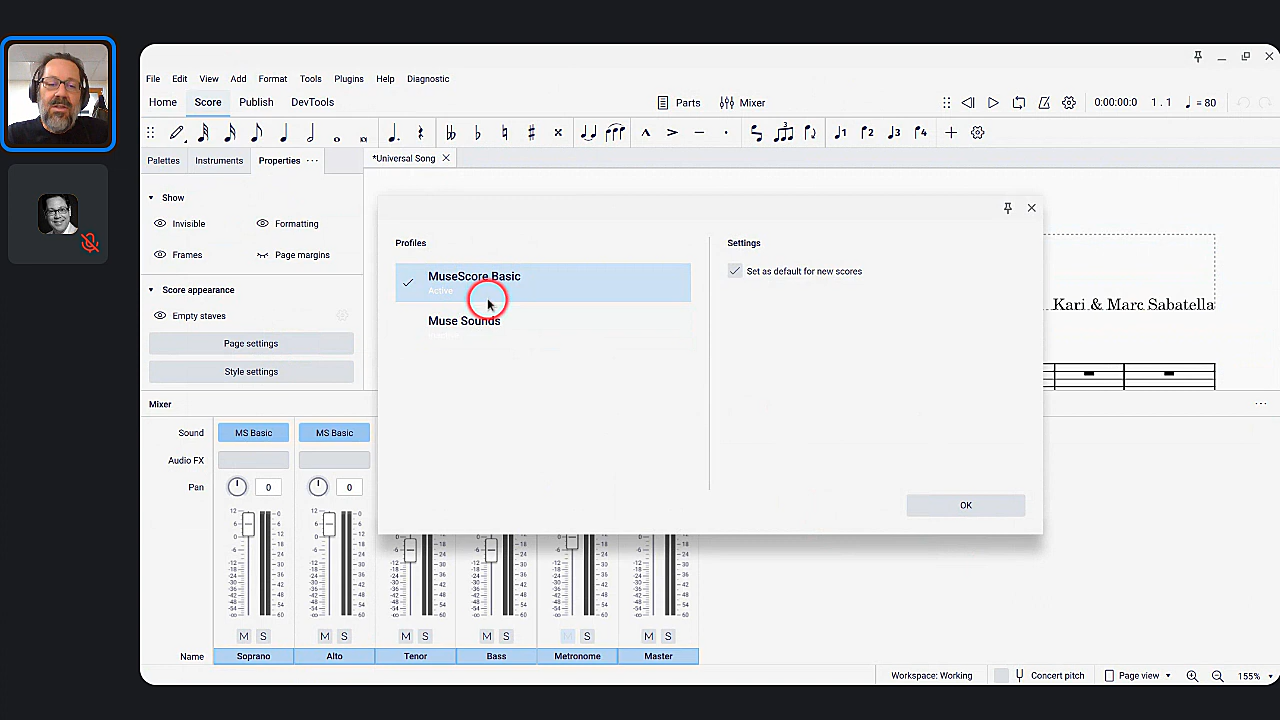 File Edit View Add Format Tools Plugins Help Diagnostic
Home Score Publish DevTools Parts Mixer 0:00:00:0 1 . 1 = 80
1 2 3 4
Palettes Instruments Properties ···
*Universal Song
Show
Invisible Formatting
Frames Page margins
Score appearance
Empty staves
Page settings
Style settings
Profiles
MuseScore Basic
Active
Muse Sounds
Settings
Set as default for new scores
OK
Kari & Marc Sabatella
Mixer
Sound MS Basic MS Basic
Audio FX
Pan 0 0
M S M S M S M S M S M S
Name Soprano Alto Tenor Bass Metronome Master
Workspace: Working Concert pitch Page view 155%